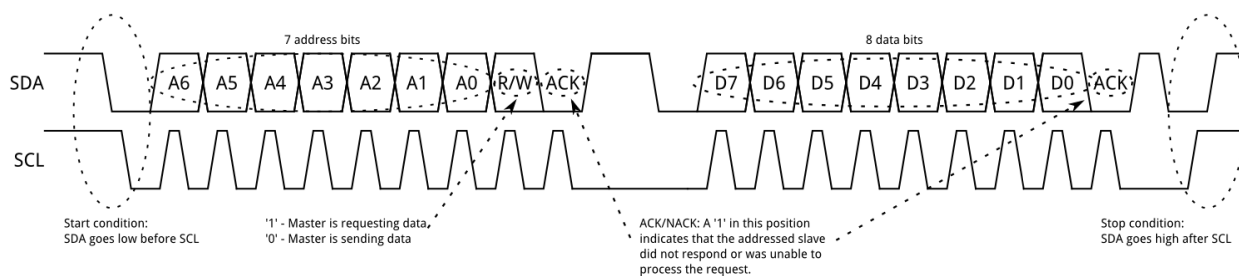 7 address bits
8 data bits
SDA A6 A5 A4 A3 A2 A1 A0 R/W ACK D7 D6 D5 D4 D3 D2 D1 D0 ACK
SCL
Start condition:
SDA goes low before SCL
'1' - Master is requesting data,
'0' - Master is sending data
ACK/NACK: A '1' in this position
indicates that the addressed slave
did not respond or was unable to
process the request.
Stop condition:
SDA goes high after SCL